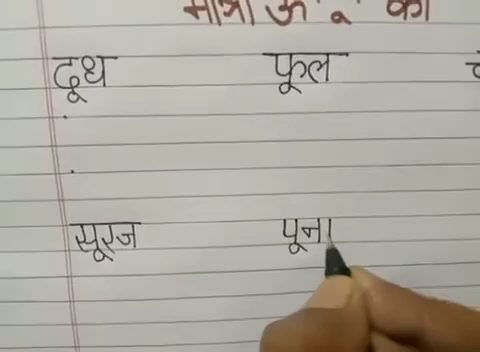 मात्रा ऊ ू की
दूध फूल
सूरज पूना